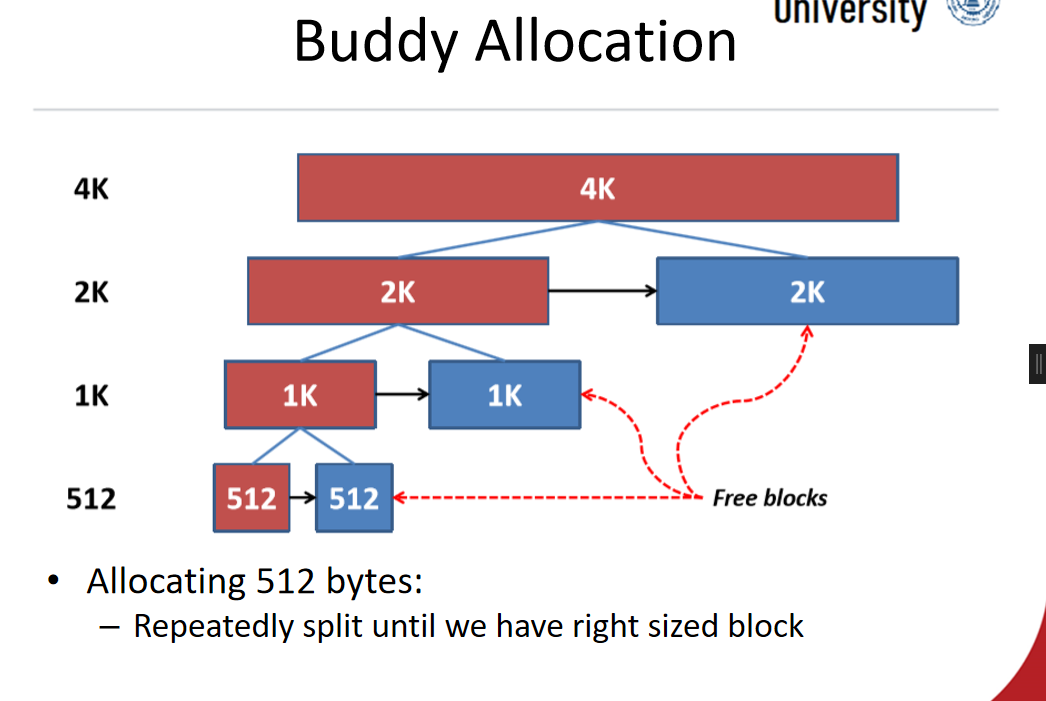 University
Buddy Allocation
4K 4K
2K 2K 2K
1K 1K 1K
512 512 512 Free blocks
• Allocating 512 bytes:
– Repeatedly split until we have right sized block